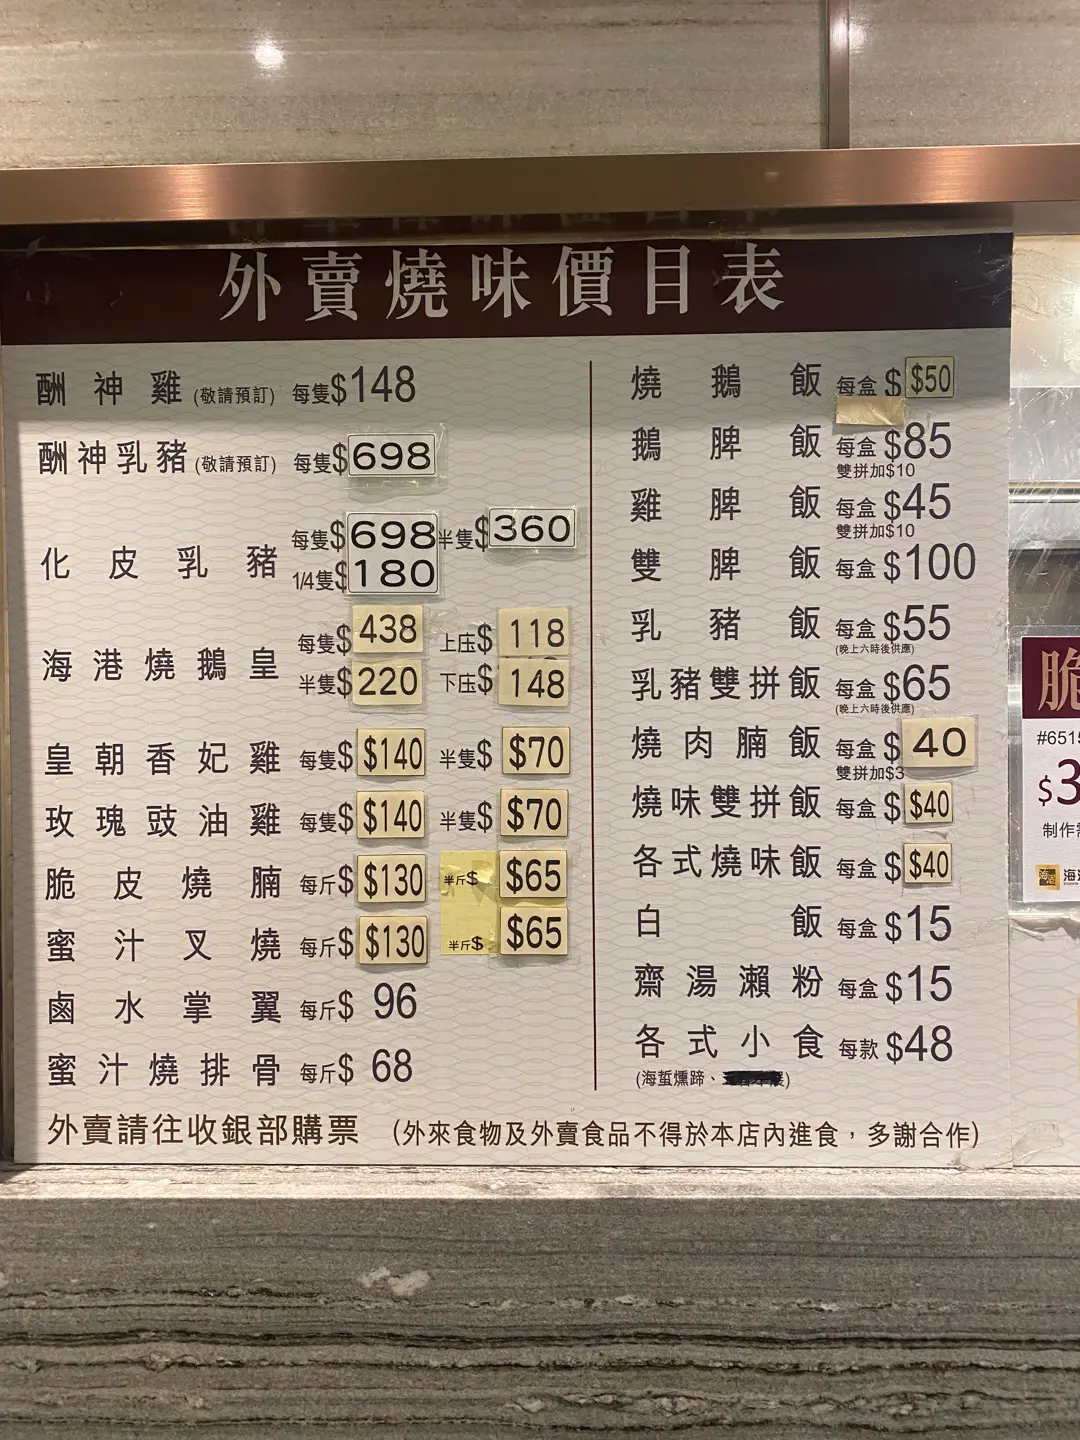 外賣燒味價目表
酬神雞(敬請預訂) 每隻$148
酬神乳豬(敬請預訂) 每隻$698
化皮乳豬 每隻$698 半隻$360
1/4隻$180
海港燒鵝皇 每隻$438 上庄$118
半隻$220 下庄$148
皇朝香妃雞 每隻$$140 半隻$$70
玫瑰豉油雞 每隻$$140 半隻$$70
脆皮燒腩 每斤$$130 半斤$$65
蜜汁叉燒 每斤$$130 半斤$$65
鹵水掌翼 每斤$96
蜜汁燒排骨 每斤$68
燒鵝飯 每盒$$50
鵝脾飯 每盒$85
雙拼加$10
雞脾飯 每盒$45
雙拼加$10
雙脾飯 每盒$100
乳豬飯 每盒$55
(晚上六時後供應)
乳豬雙拼飯 每盒$65
(晚上六時後供應)
燒肉腩飯 每盒$40
雙拼加$3
燒味雙拼飯 每盒$$40
各式燒味飯 每盒$$40
白飯 每盒$15
齋湯瀨粉 每盒$15
各式小食 每款$48
(海蜇燻蹄、)
外賣請往收銀部購票 (外來食物及外賣食品不得於本店內進食，多謝合作)
脆
#6515
$3
制作
海港